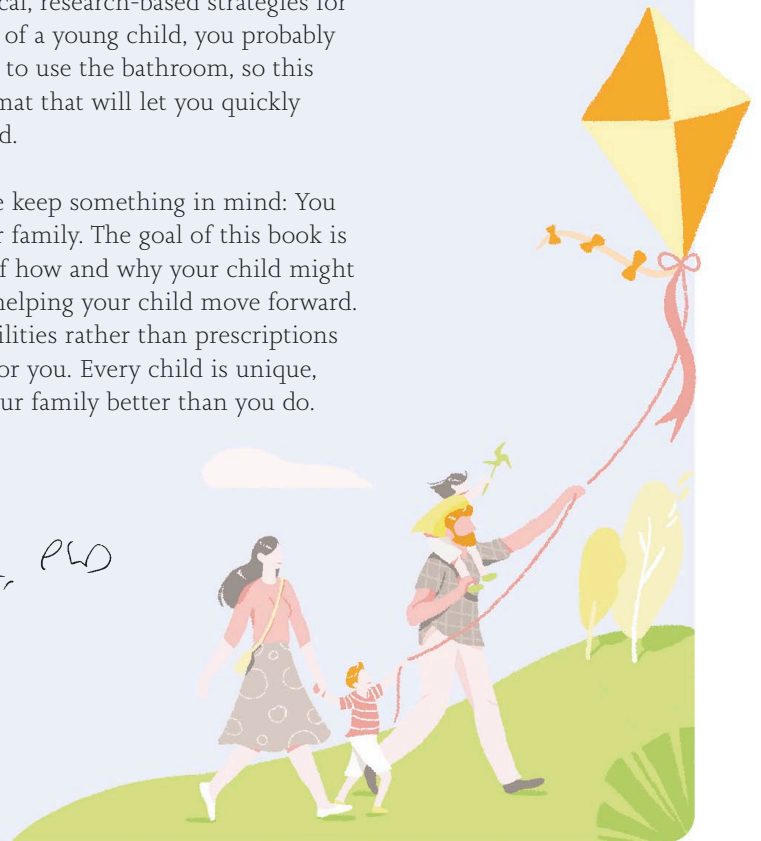 cal, research-based strategies for
of a young child, you probably
to use the bathroom, so this
mat that will let you quickly
d.
e keep something in mind: You
r family. The goal of this book is
f how and why your child might
helping your child move forward.
ilities rather than prescriptions
or you. Every child is unique,
ur family better than you do.
PhD